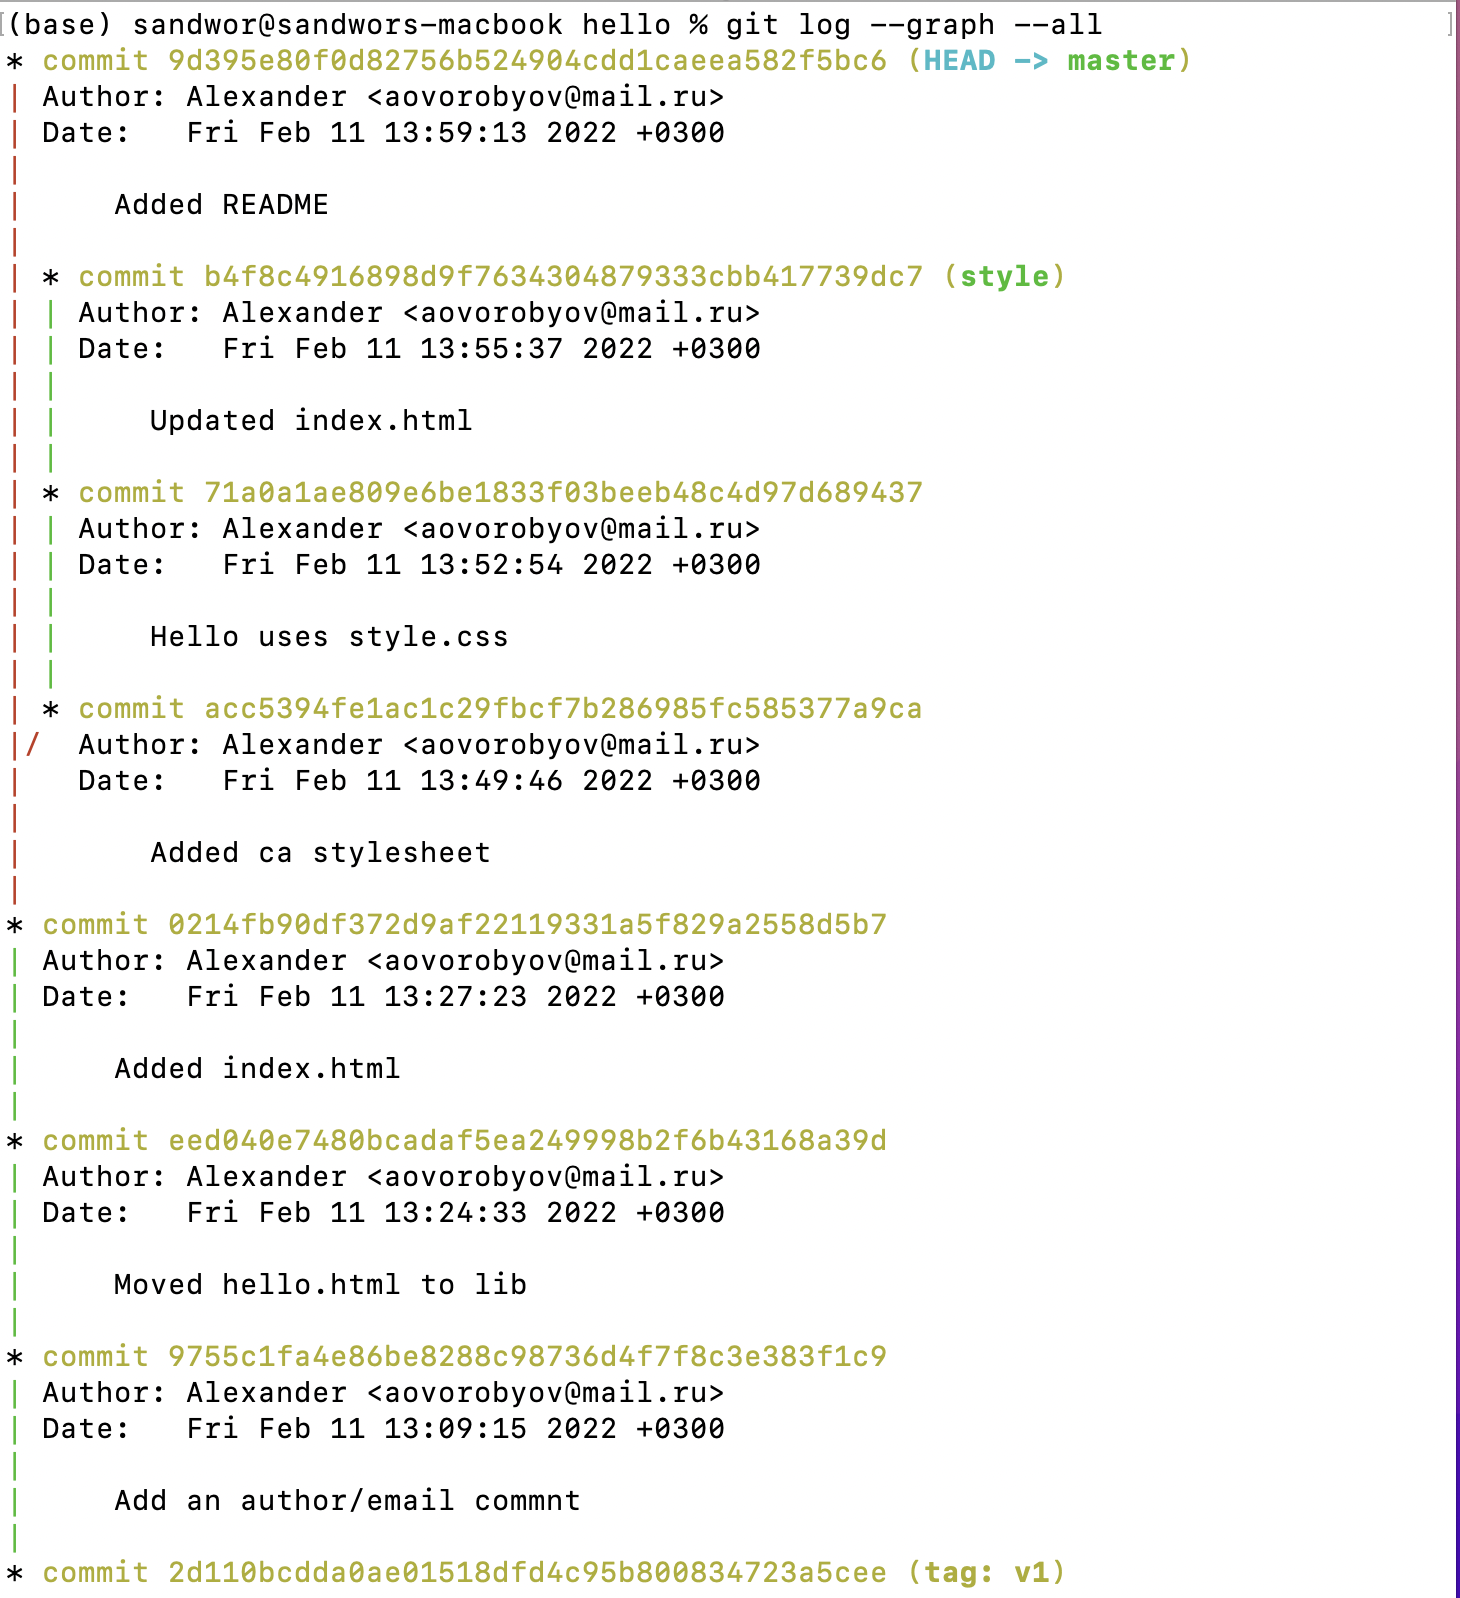 (base) sandwor@sandwors-macbook hello % git log --graph --all
* commit 9d395e80f0d82756b524904cdd1caeea582f5bc6 (HEAD -> master)
| Author: Alexander <aovorobyov@mail.ru>
| Date:   Fri Feb 11 13:59:13 2022 +0300
|
|     Added README
|
| * commit b4f8c4916898d9f7634304879333cbb417739dc7 (style)
| | Author: Alexander <aovorobyov@mail.ru>
| | Date:   Fri Feb 11 13:55:37 2022 +0300
| |
| |     Updated index.html
| |
| * commit 71a0a1ae809e6be1833f03beeb48c4d97d689437
| | Author: Alexander <aovorobyov@mail.ru>
| | Date:   Fri Feb 11 13:52:54 2022 +0300
| |
| |     Hello uses style.css
| |
| * commit acc5394fe1ac1c29fbcf7b286985fc585377a9ca
|/  Author: Alexander <aovorobyov@mail.ru>
|   Date:   Fri Feb 11 13:49:46 2022 +0300
|
|       Added ca stylesheet
|
* commit 0214fb90df372d9af22119331a5f829a2558d5b7
| Author: Alexander <aovorobyov@mail.ru>
| Date:   Fri Feb 11 13:27:23 2022 +0300
|
|     Added index.html
|
* commit eed040e7480bcadaf5ea249998b2f6b43168a39d
| Author: Alexander <aovorobyov@mail.ru>
| Date:   Fri Feb 11 13:24:33 2022 +0300
|
|     Moved hello.html to lib
|
* commit 9755c1fa4e86be8288c98736d4f7f8c3e383f1c9
| Author: Alexander <aovorobyov@mail.ru>
| Date:   Fri Feb 11 13:09:15 2022 +0300
|
|     Add an author/email commnt
|
* commit 2d110bcdda0ae01518dfd4c95b800834723a5cee (tag: v1)